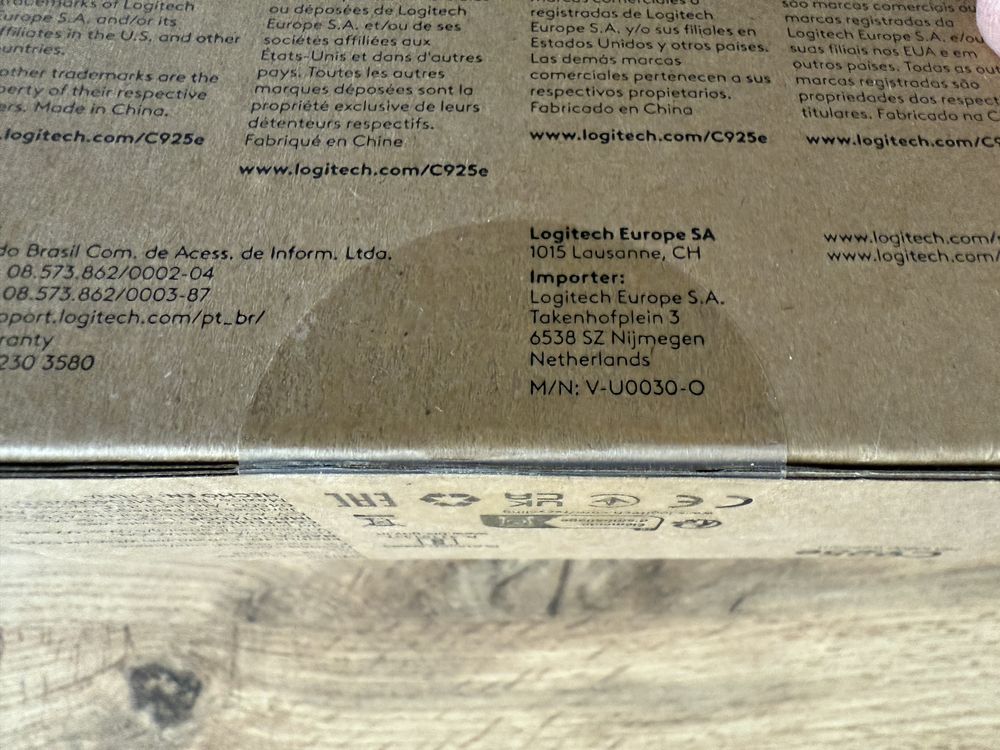 of Logitech
Europe S.A. and/or its
affiliates in the U.S. and other
countries.
other trademarks are the
property of their respective
Made in China.
.logitech.com/C925e
ou déposées de Logitech
Europe S.A. et/ou de ses
sociétés affiliées aux
États-Unis et dans d'autres
pays. Toutes les autres
marques déposées sont la
propriété exclusive de leurs
détenteurs respectifs.
Fabriqué en Chine
www.logitech.com/C925e
registradas de Logitech
Europe S.A. y/o sus filiales en
Estados Unidos y otros países.
Las demás marcas
comerciales pertenecen a sus
respectivos propietarios.
Fabricado en China
www.logitech.com/C925e
são marcas comerciais ou
marcas registradas da
Logitech Europe S.A. e/ou
suas filiais nos EUA e em
outros países. Todas as out
marcas registradas são
propriedades dos respect
titulares. Fabricado na C
www.logitech.com/C9
do Brasil Com. de Acess. de Inform. Ltda.
08.573.862/0002-04
08.573.862/0003-87
pport.logitech.com/pt_br/
ranty
230 3580
Logitech Europe SA
1015 Lausanne, CH
Importer:
Logitech Europe S.A.
Takenhofplein 3
6538 SZ Nijmegen
Netherlands
M/N: V-U0030-O
www.logitech.com/
www.logitech.com/
CE
UK
CA
EAC